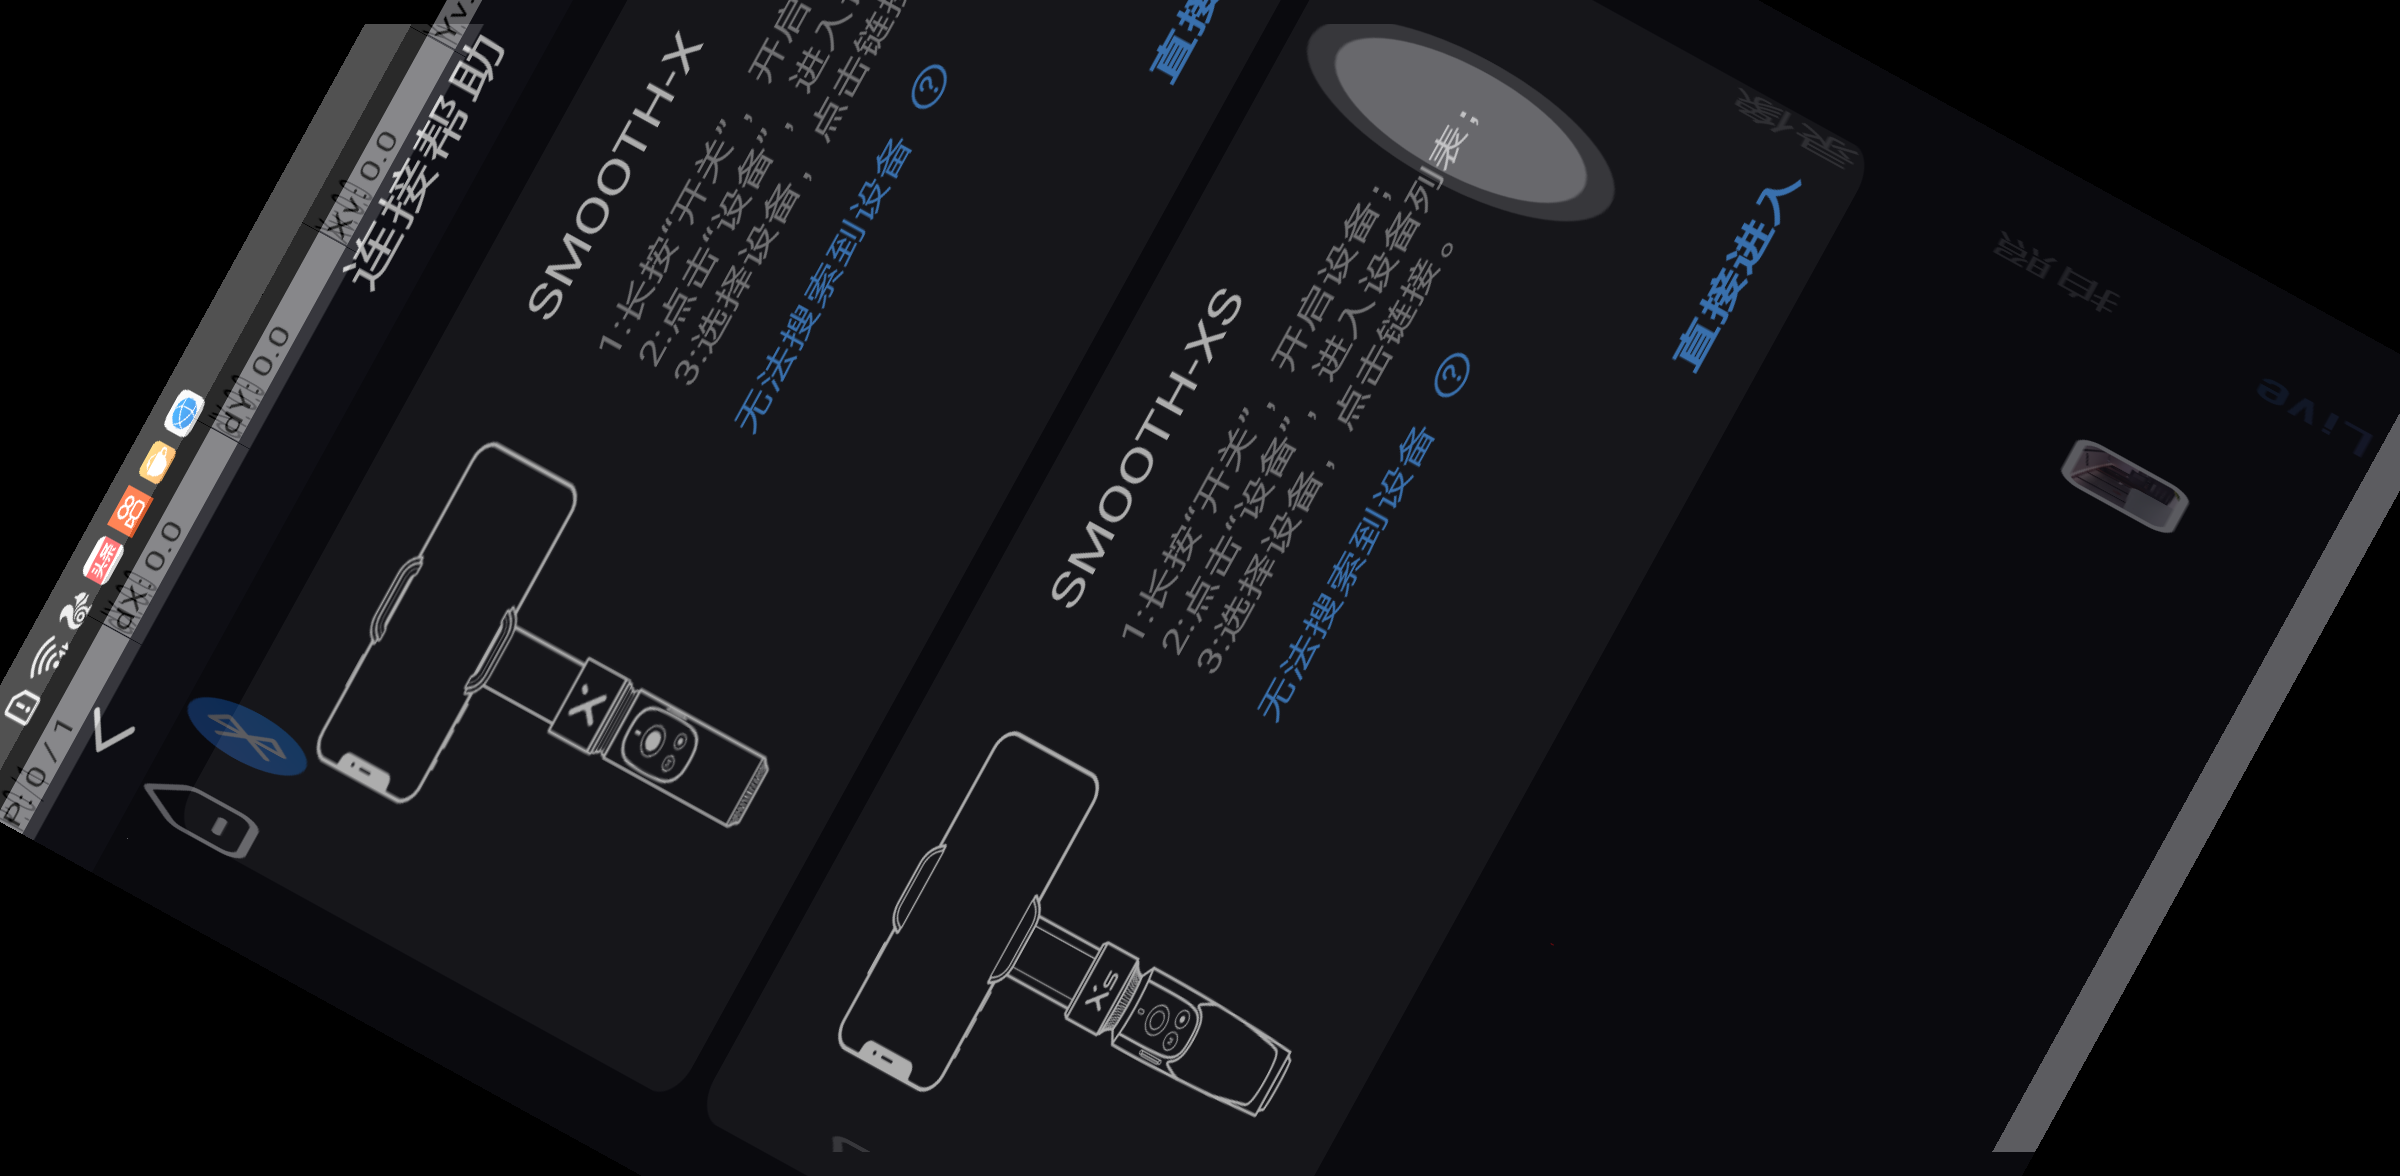 P: 0 / 1
dX: 0.0
dY: 0.0
Xv: 0.0
Yv:
头条
连接帮助
SMOOTH-X
1:长按“开关”，开启
2:点击“设备”，进入
3:选择设备，点击链接
无法搜索到设备 ?
直接
SMOOTH-XS
1:长按“开关”，开启设备；
2:点击“设备”，进入设备列表；
3:选择设备，点击链接。
无法搜索到设备 ?
直接进入
X
XS
拍照
Live